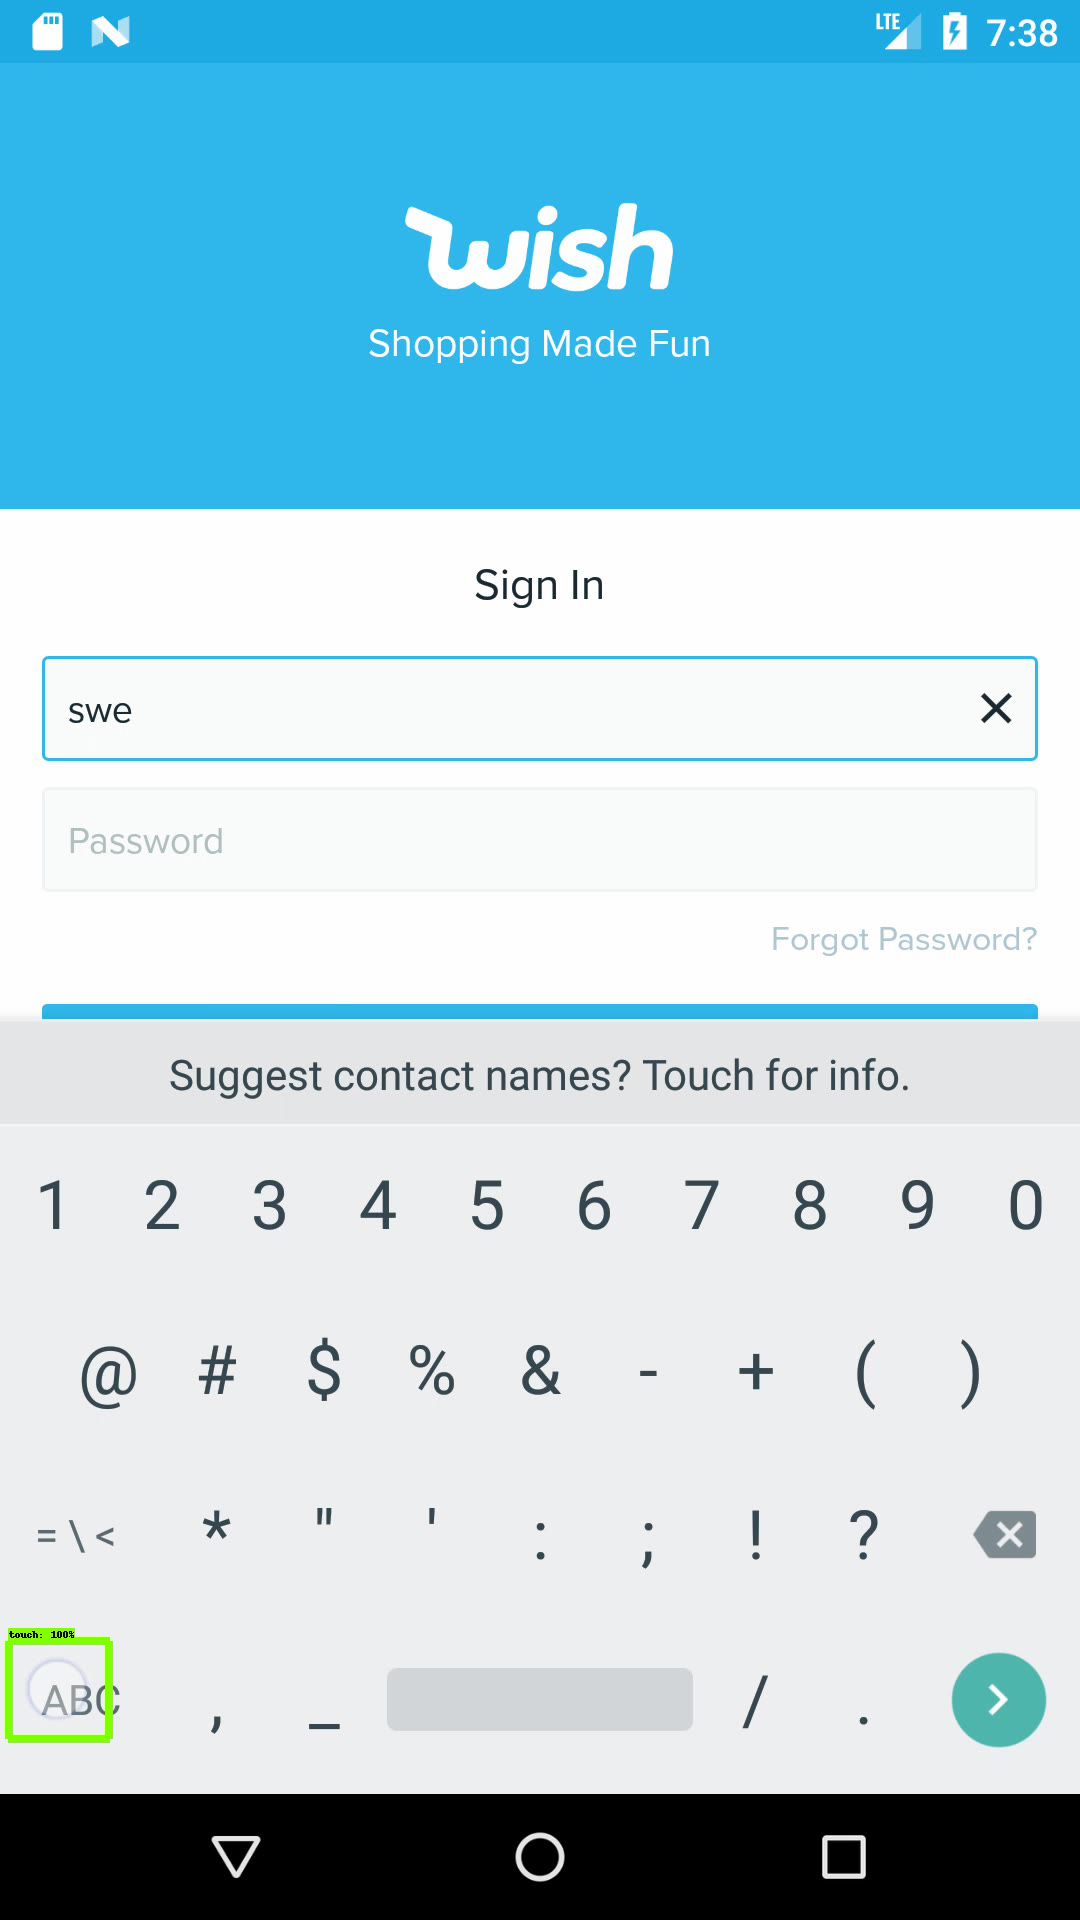 LTE 7:38
wish
Shopping Made Fun
Sign In
swe
Password
Forgot Password?
Suggest contact names? Touch for info.
1 2 3 4 5 6 7 8 9 0
@ # $ % & - + ( )
= \ < * " ' : ; ! ?
touch: 100%
ABC , _ / .